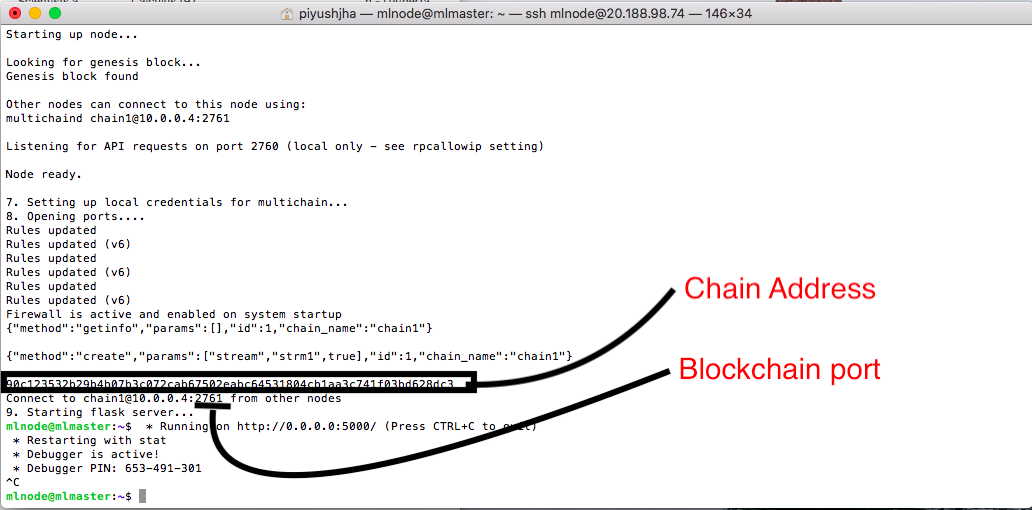 piyushjha — mlnode@mlmaster: ~ — ssh mlnode@20.188.98.74 — 146×34
Starting up node...
Looking for genesis block...
Genesis block found
Other nodes can connect to this node using:
multichaind chain1@10.0.0.4:2761
Listening for API requests on port 2760 (local only - see rpcallowip setting)
Node ready.
7. Setting up local credentials for multichain...
8. Opening ports....
Rules updated
Rules updated (v6)
Rules updated
Rules updated (v6)
Rules updated
Rules updated (v6)
Firewall is active and enabled on system startup
{"method":"getinfo","params":[],"id":1,"chain_name":"chain1"}
{"method":"create","params":["stream","strm1",true],"id":1,"chain_name":"chain1"}
Chain Address
Connect to chain1@10.0.0.4:2761 from other nodes
Blockchain port
9. Starting flask server...
mlnode@mlmaster:~$  * Running on http://0.0.0.0:5000/ (Press CTRL+C to quit)
 * Restarting with stat
 * Debugger is active!
 * Debugger PIN: 653-491-301
^C
mlnode@mlmaster:~$